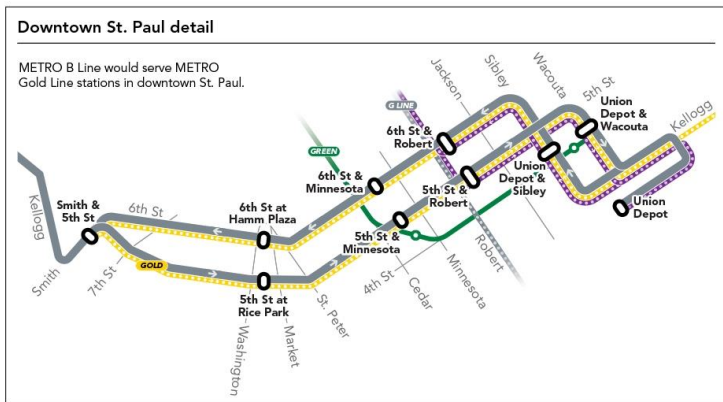 Downtown St. Paul detail
METRO B Line would serve METRO
Gold Line stations in downtown St. Paul.
Jackson
Sibley
Wacouta
5th St
Union
Depot &
Wacouta
Kellogg
G LINE
6th St &
Robert
GREEN
6th St &
Minnesota
5th St &
Robert
Union
Depot &
Sibley
Union
Depot
Kellogg
Smith &
5th St
6th St
6th St at
Hamm Plaza
5th St &
Minnesota
Robert
Smith
7th St
GOLD
4th St
Minnesota
Cedar
5th St at
Rice Park
St. Peter
Market
Washington